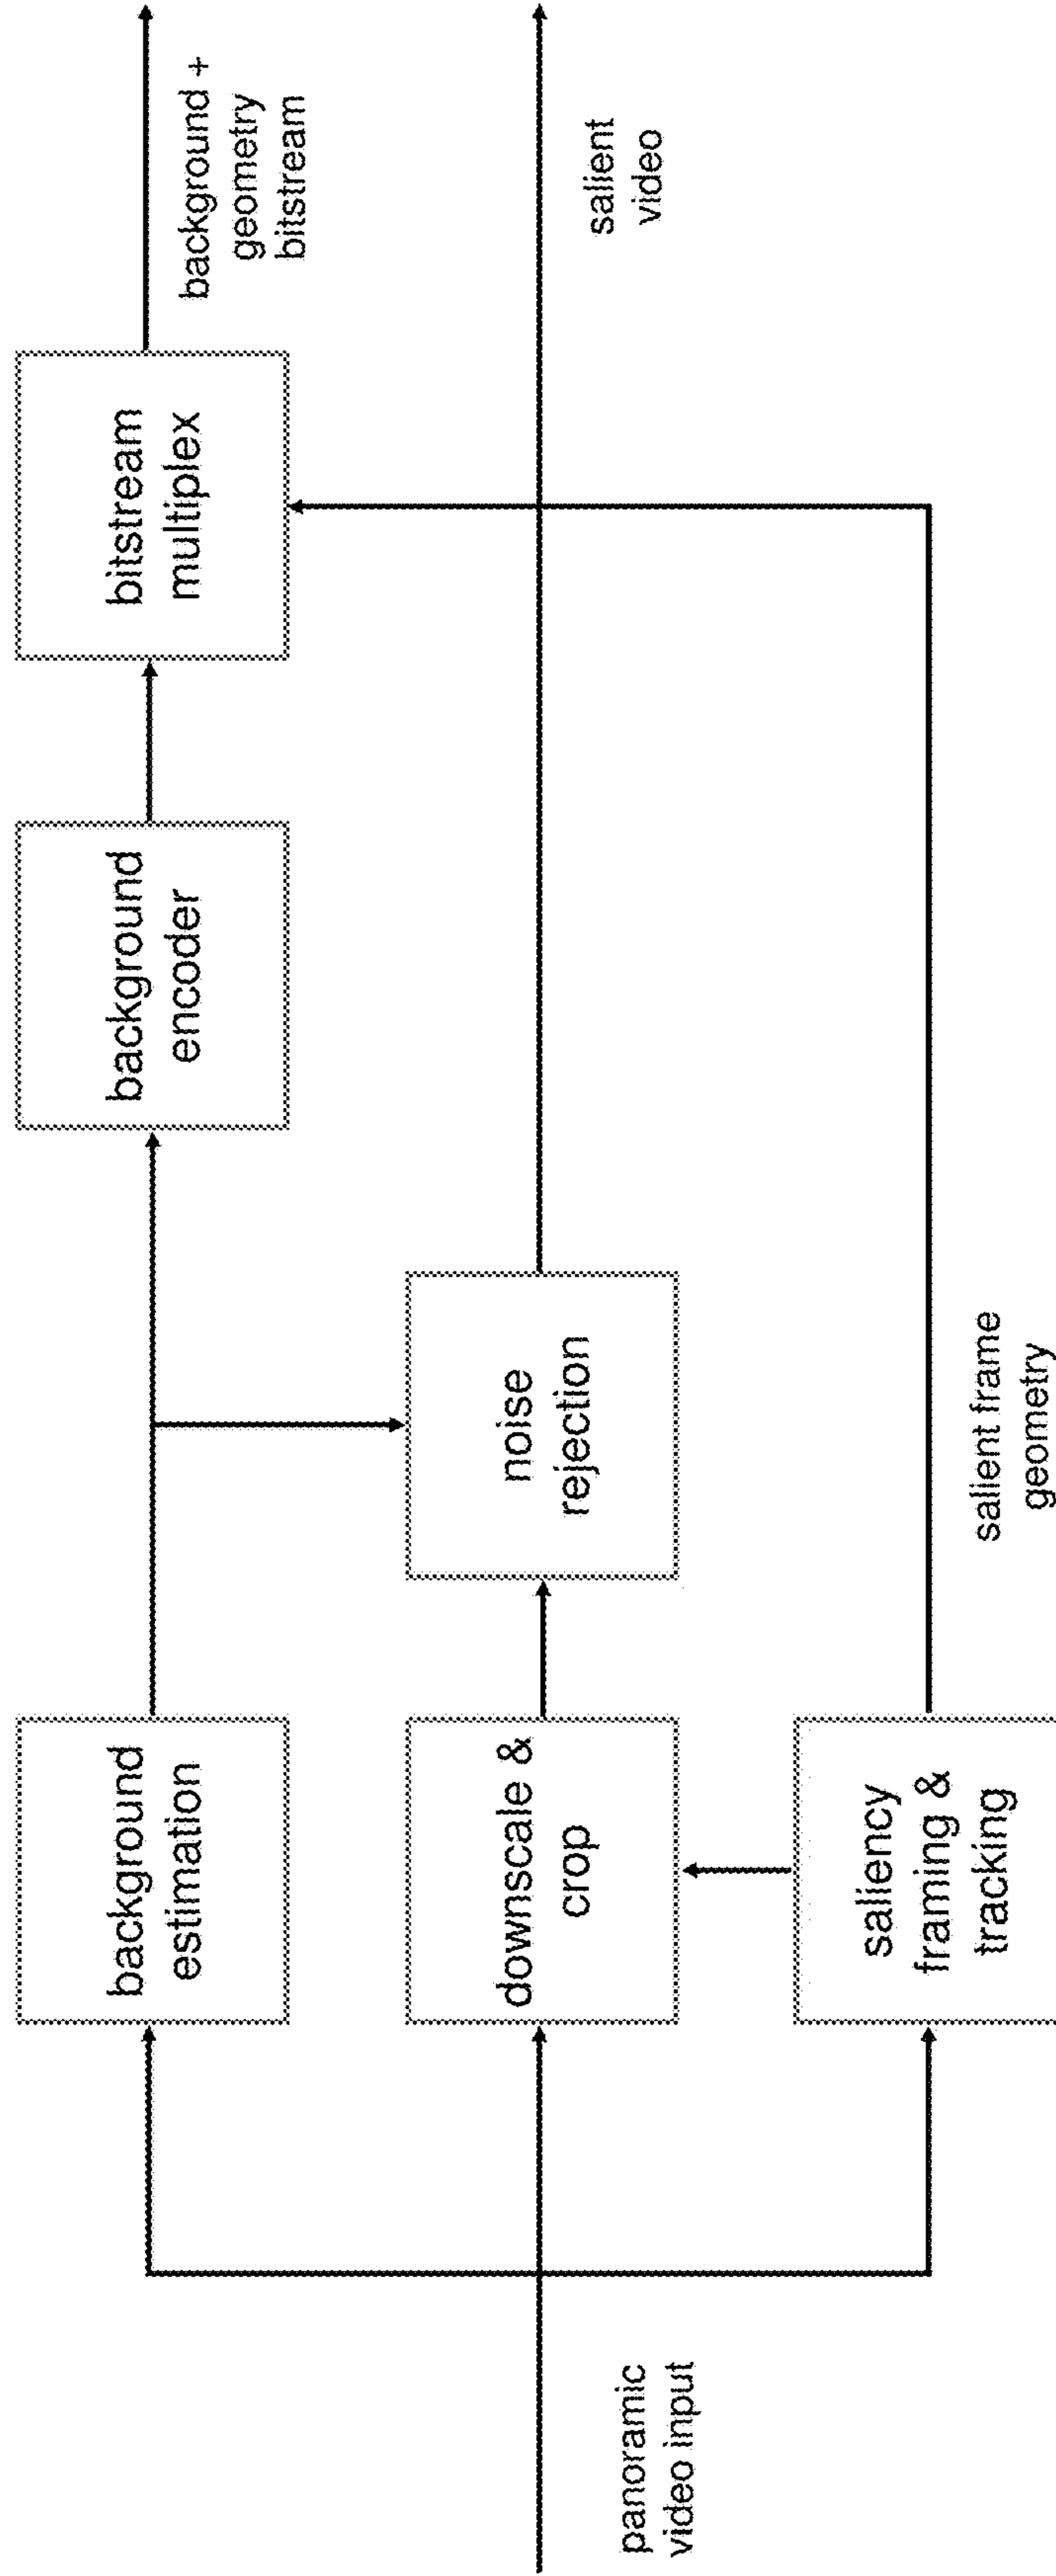 panoramic
video input
background
estimation
downscale &
crop
saliency
framing &
tracking
noise
rejection
salient frame
geometry
background
encoder
bitstream
multiplex
background +
geometry
bitstream
salient
video